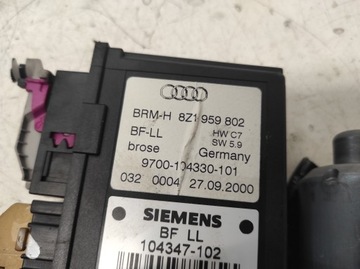 BRM-H 8Z1 959 802
BF-LL HW C7
SW 5.9
brose Germany
9700-104330-101
032 0004 27.09.2000
SIEMENS
BF LL
104347-102